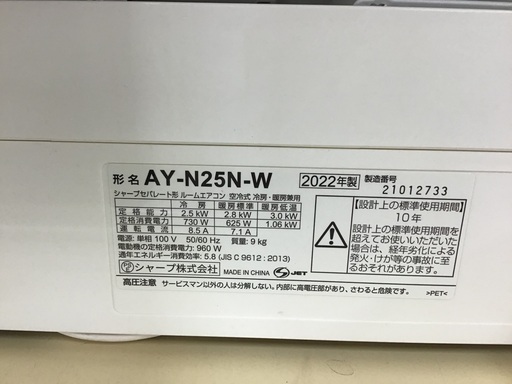 形名 AY-N25N-W 2022年製 製造番号 21012733
シャープセパレート形 ルームエアコン 空冷式 冷房・暖房兼用
冷房 暖房標準 暖房低温
定格能力 2.5 kW 2.8 kW 3.0 kW
定格消費電力 730 W 625 W 1.06 kW
運転電流 8.5 A 7.1 A
電源: 単相 100 V 50/60 Hz 質量: 9 kg
電動機の定格消費電力: 960 W
通年エネルギー消費効率: 5.8 (JIS C 9612 : 2013)
シャープ株式会社 MADE IN CHINA JET
【設計上の標準使用期間】
10 年
設計上の標準使用期間を
超えてお使いいただいた
場合は、経年劣化による
発火・けが等の事故に至
るおそれがあります。
高圧注意 サービスマン以外の人は分解しない。内部に高電圧部があり、さわると危険です。 >PET<